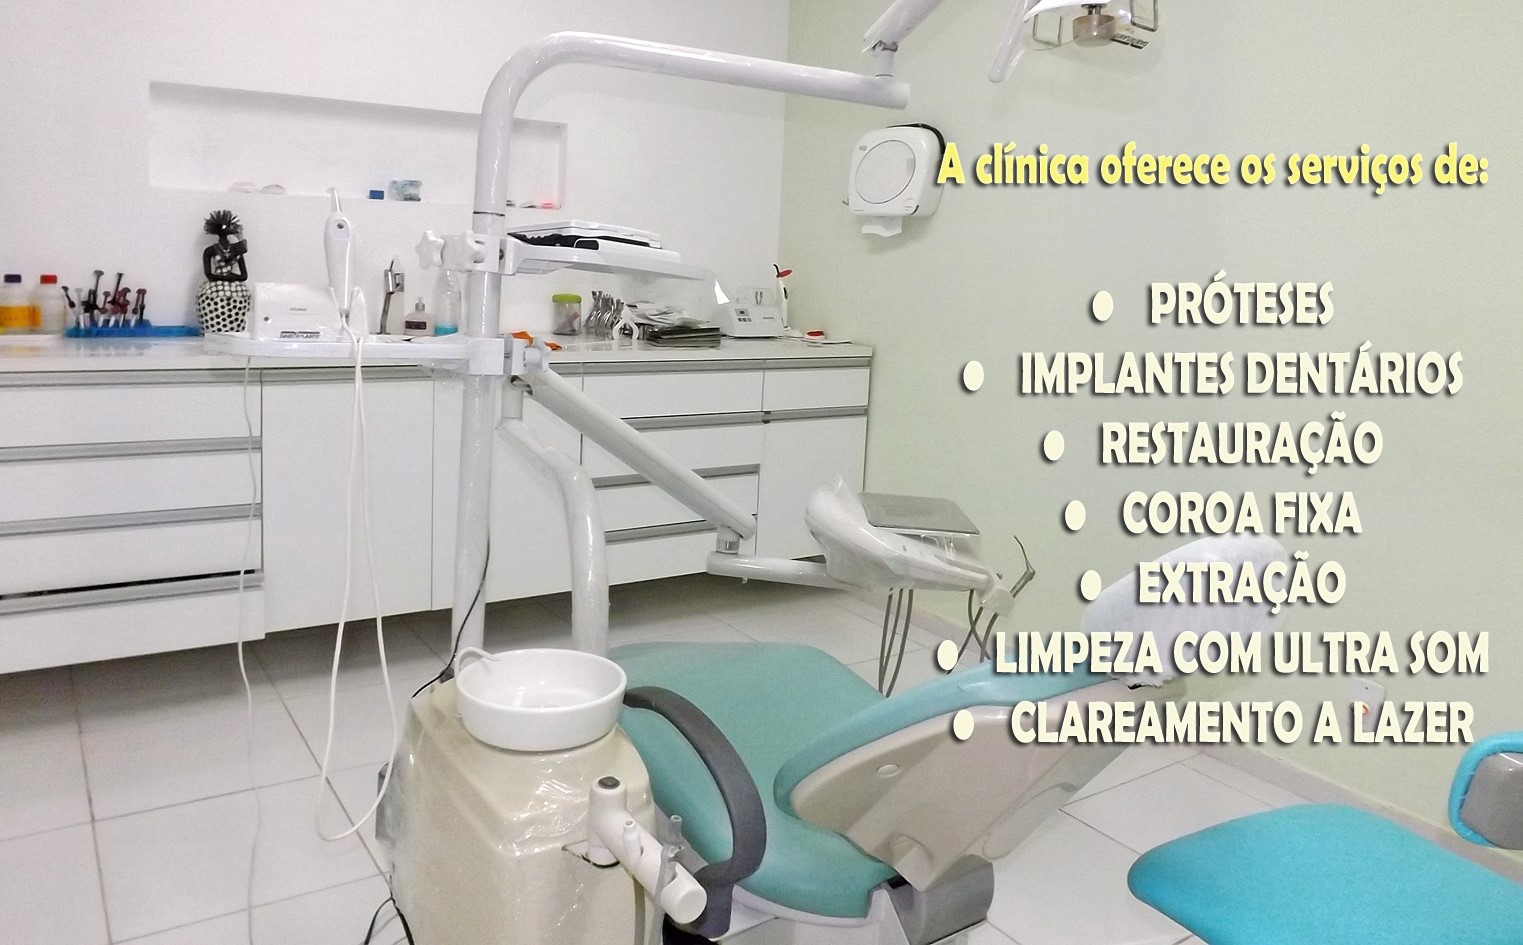 A clínica oferece os serviços de:
• PRÓTESES
• IMPLANTES DENTÁRIOS
• RESTAURAÇÃO
• COROA FIXA
• EXTRAÇÃO
• LIMPEZA COM ULTRA SOM
• CLAREAMENTO A LAZER